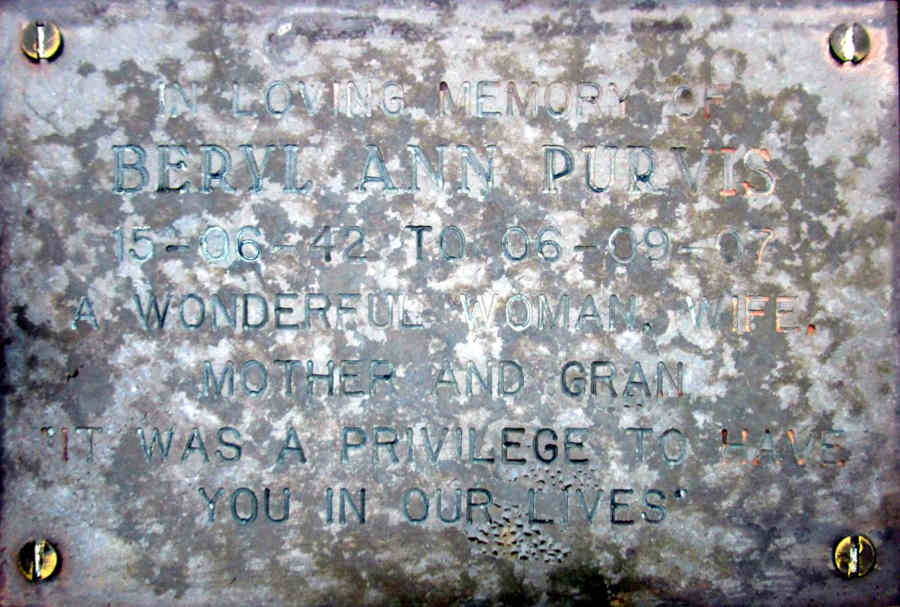 IN LOVING MEMORY OF
BERYL ANN PURVIS
15-06-42 TO 06-09-07
A WONDERFUL WOMAN, WIFE,
MOTHER AND GRAN
"IT WAS A PRIVILEGE TO HAVE
YOU IN OUR LIVES"